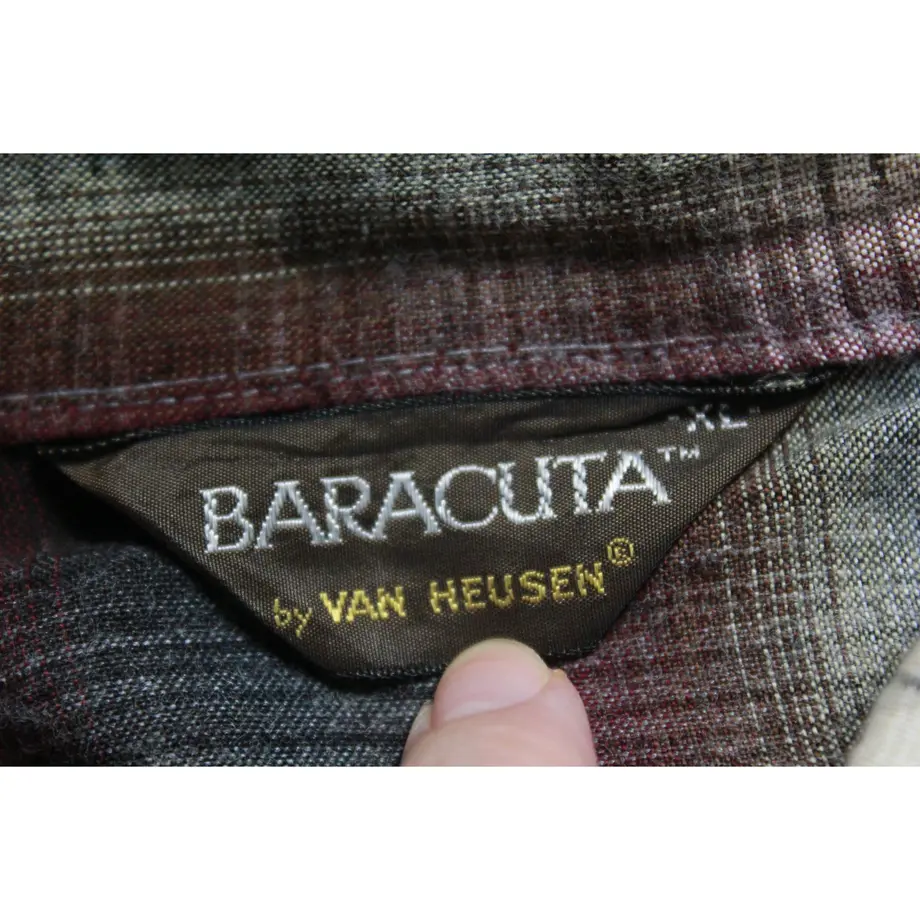 -XL-
BARACUTA™
by VAN HEUSEN®